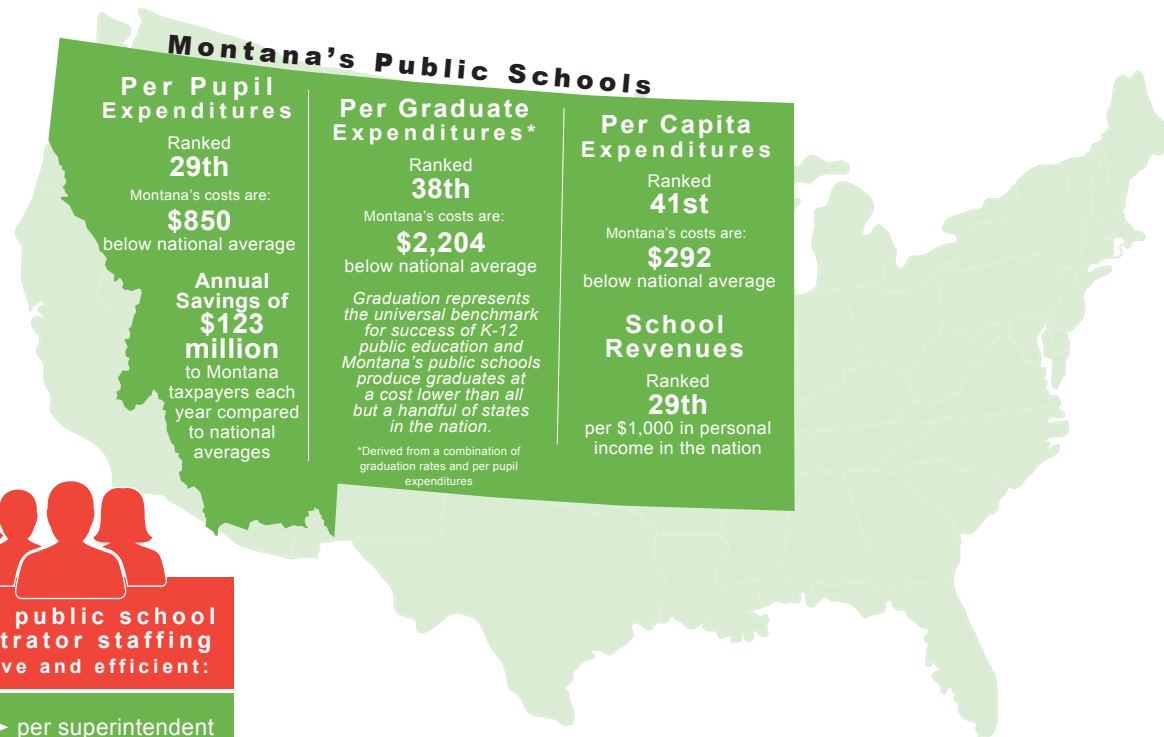 Montana’s Public Schools
Per Pupil
Expenditures
Ranked
29th
Montana’s costs are:
$850
below national average
Annual
Savings of
$123
million
to Montana
taxpayers each
year compared
to national
averages
Per Graduate
Expenditures*
Ranked
38th
Montana’s costs are:
$2,204
below national average
Graduation represents
the universal benchmark
for success of K-12
public education and
Montana’s public schools
produce graduates at
a cost lower than all
but a handful of states
in the nation.
*Derived from a combination of
graduation rates and per pupil
expenditures
Per Capita
Expenditures
Ranked
41st
Montana’s costs are:
$292
below national average
School
Revenues
Ranked
29th
per $1,000 in personal
income in the nation
public school
trator staffing
ve and efficient:
per superintendent